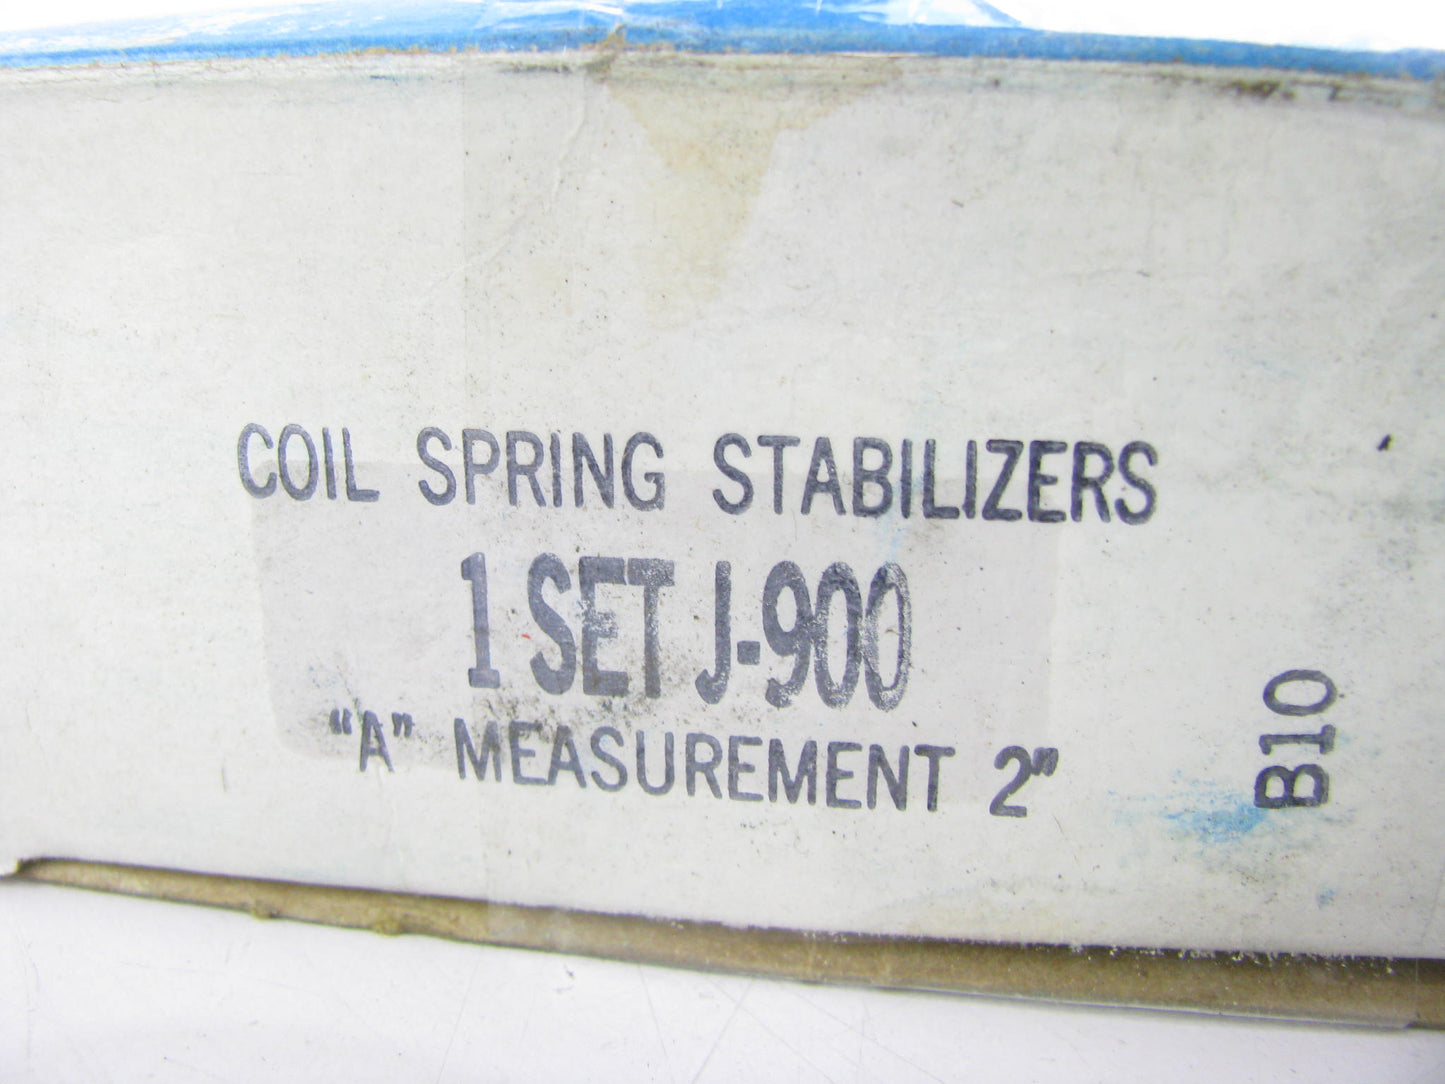 COIL SPRING STABILIZERS
1 SET J-900
“A” MEASUREMENT 2”
B10